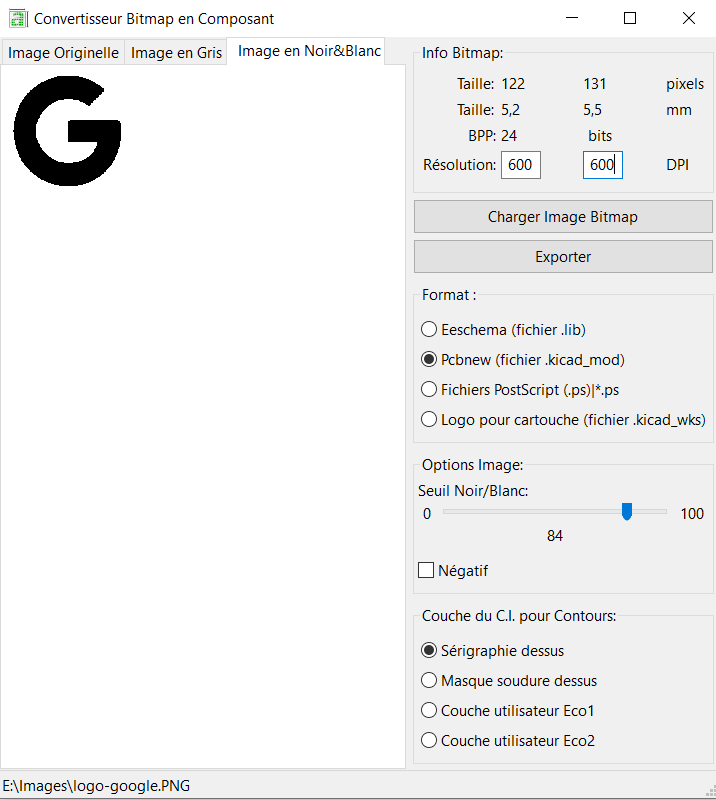 Convertisseur Bitmap en Composant
Image Originelle Image en Gris Image en Noir&Blanc
Info Bitmap:
Taille: 122 131 pixels
Taille: 5,2 5,5 mm
BPP: 24 bits
Résolution: 600 600 DPI
Charger Image Bitmap
Exporter
Format :
Eeschema (fichier .lib)
Pcbnew (fichier .kicad_mod)
Fichiers PostScript (.ps)|*.ps
Logo pour cartouche (fichier .kicad_wks)
Options Image:
Seuil Noir/Blanc:
0 100
84
Négatif
Couche du C.I. pour Contours:
Sérigraphie dessus
Masque soudure dessus
Couche utilisateur Eco1
Couche utilisateur Eco2
E:\Images\logo-google.PNG